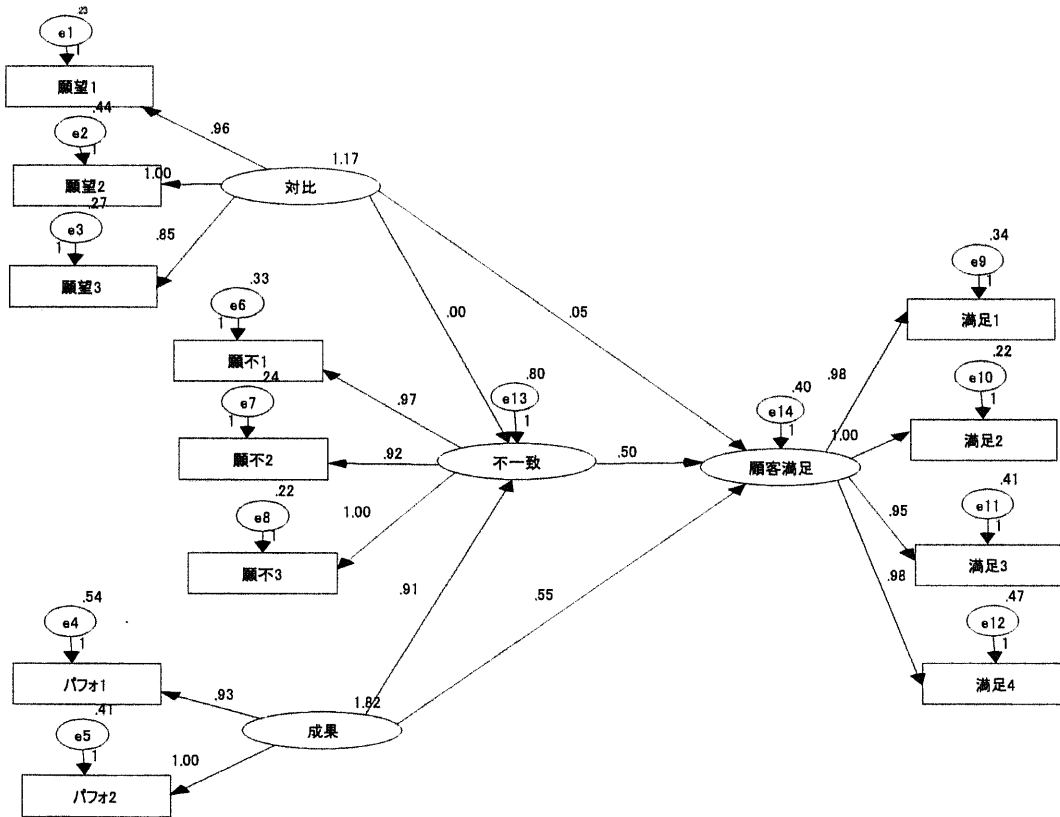 .23
e1
1
願望1
.44
e2
1
願望2
1.00
.96
.27
e3
1
願望3
.85
1.17
対比
.33
e6
1
願不1
.24
e7
1
願不2
.22
e8
1
願不3
.97
.92
1.00
.00
.05
.80
e13
1
不一致
.50
.40
e14
1
顧客満足
.91
.55
.34
e9
1
満足1
.98
.22
e10
1
満足2
1.00
.41
e11
1
満足3
.95
.47
e12
1
満足4
.98
.54
e4
1
パフォ1
.93
.41
e5
1
パフォ2
1.00
1.82
成果